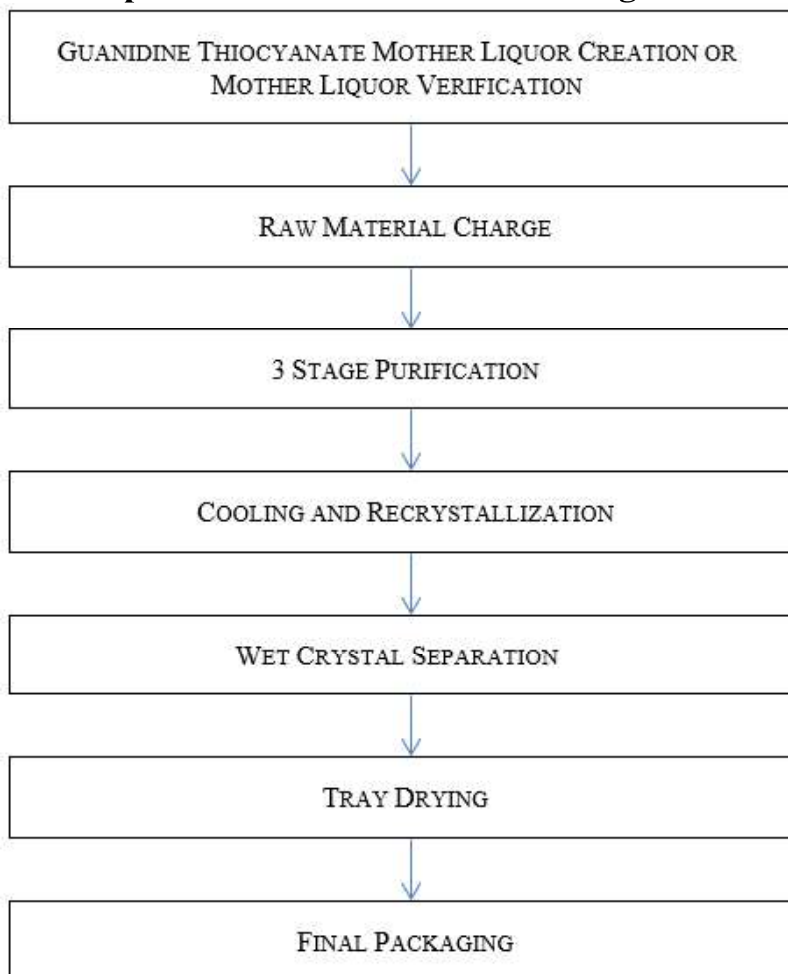 GUANIDINE THIOCYANATE MOTHER LIQUOR CREATION OR
MOTHER LIQUOR VERIFICATION
RAW MATERIAL CHARGE
3 STAGE PURIFICATION
COOLING AND RECRYSTALLIZATION
WET CRYSTAL SEPARATION
TRAY DRYING
FINAL PACKAGING